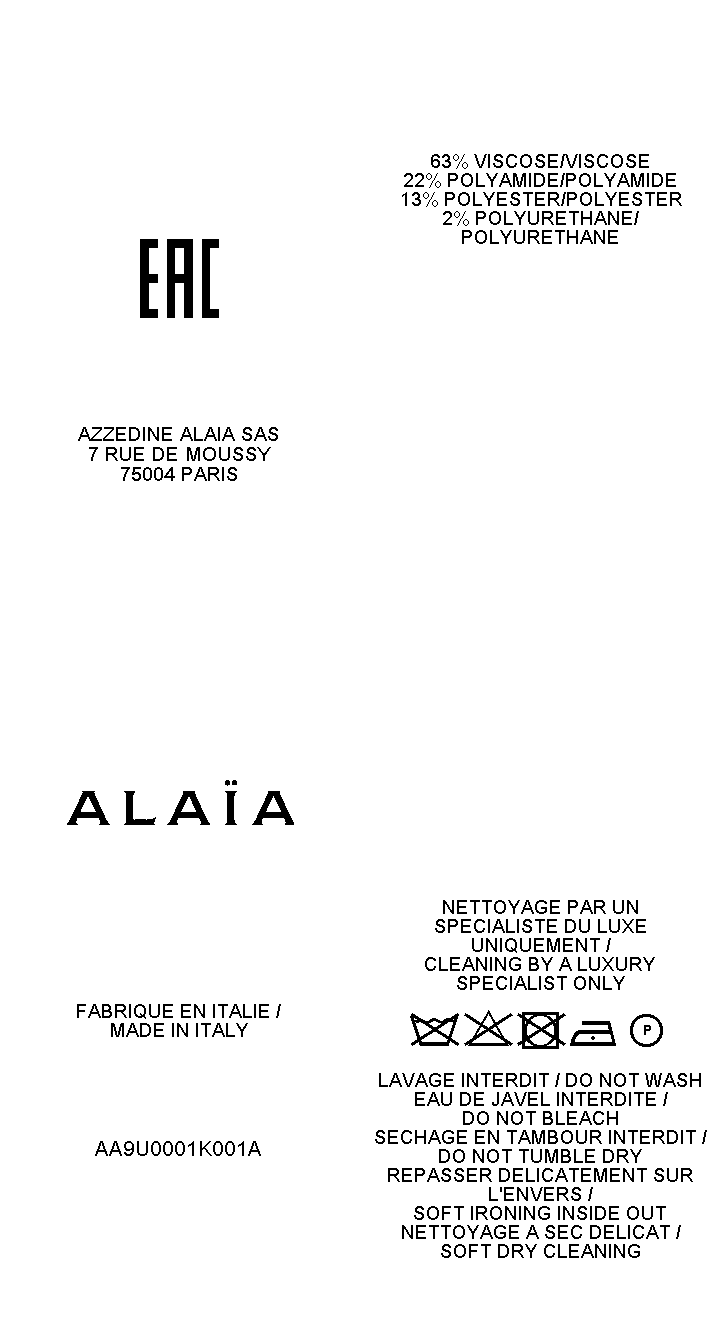 63% VISCOSE/VISCOSE
22% POLYAMIDE/POLYAMIDE
13% POLYESTER/POLYESTER
2% POLYURETHANE/
POLYURETHANE
EAC
AZZEDINE ALAIA SAS
7 RUE DE MOUSSY
75004 PARIS
ALAÏA
FABRIQUE EN ITALIE /
MADE IN ITALY
AA9U0001K001A
NETTOYAGE PAR UN
SPECIALISTE DU LUXE
UNIQUEMENT /
CLEANING BY A LUXURY
SPECIALIST ONLY
P
LAVAGE INTERDIT / DO NOT WASH
EAU DE JAVEL INTERDITE /
DO NOT BLEACH
SECHAGE EN TAMBOUR INTERDIT /
DO NOT TUMBLE DRY
REPASSER DELICATEMENT SUR
L'ENVERS /
SOFT IRONING INSIDE OUT
NETTOYAGE A SEC DELICAT /
SOFT DRY CLEANING